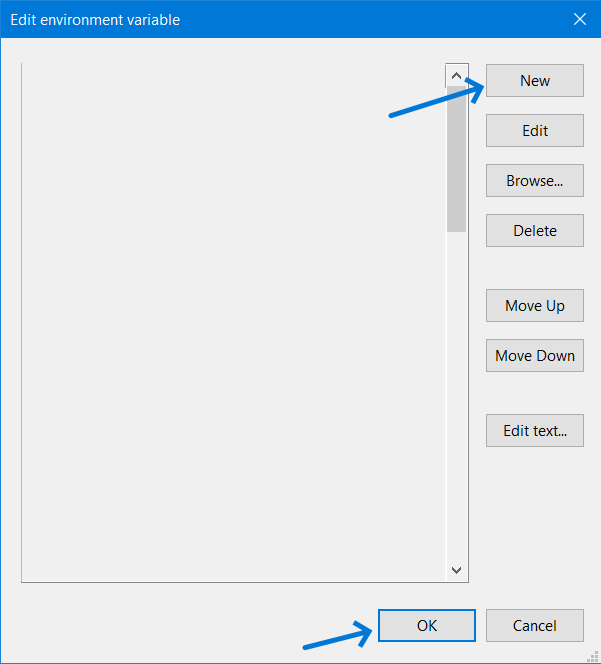 Edit environment variable
New
Edit
Browse...
Delete
Move Up
Move Down
Edit text...
OK
Cancel